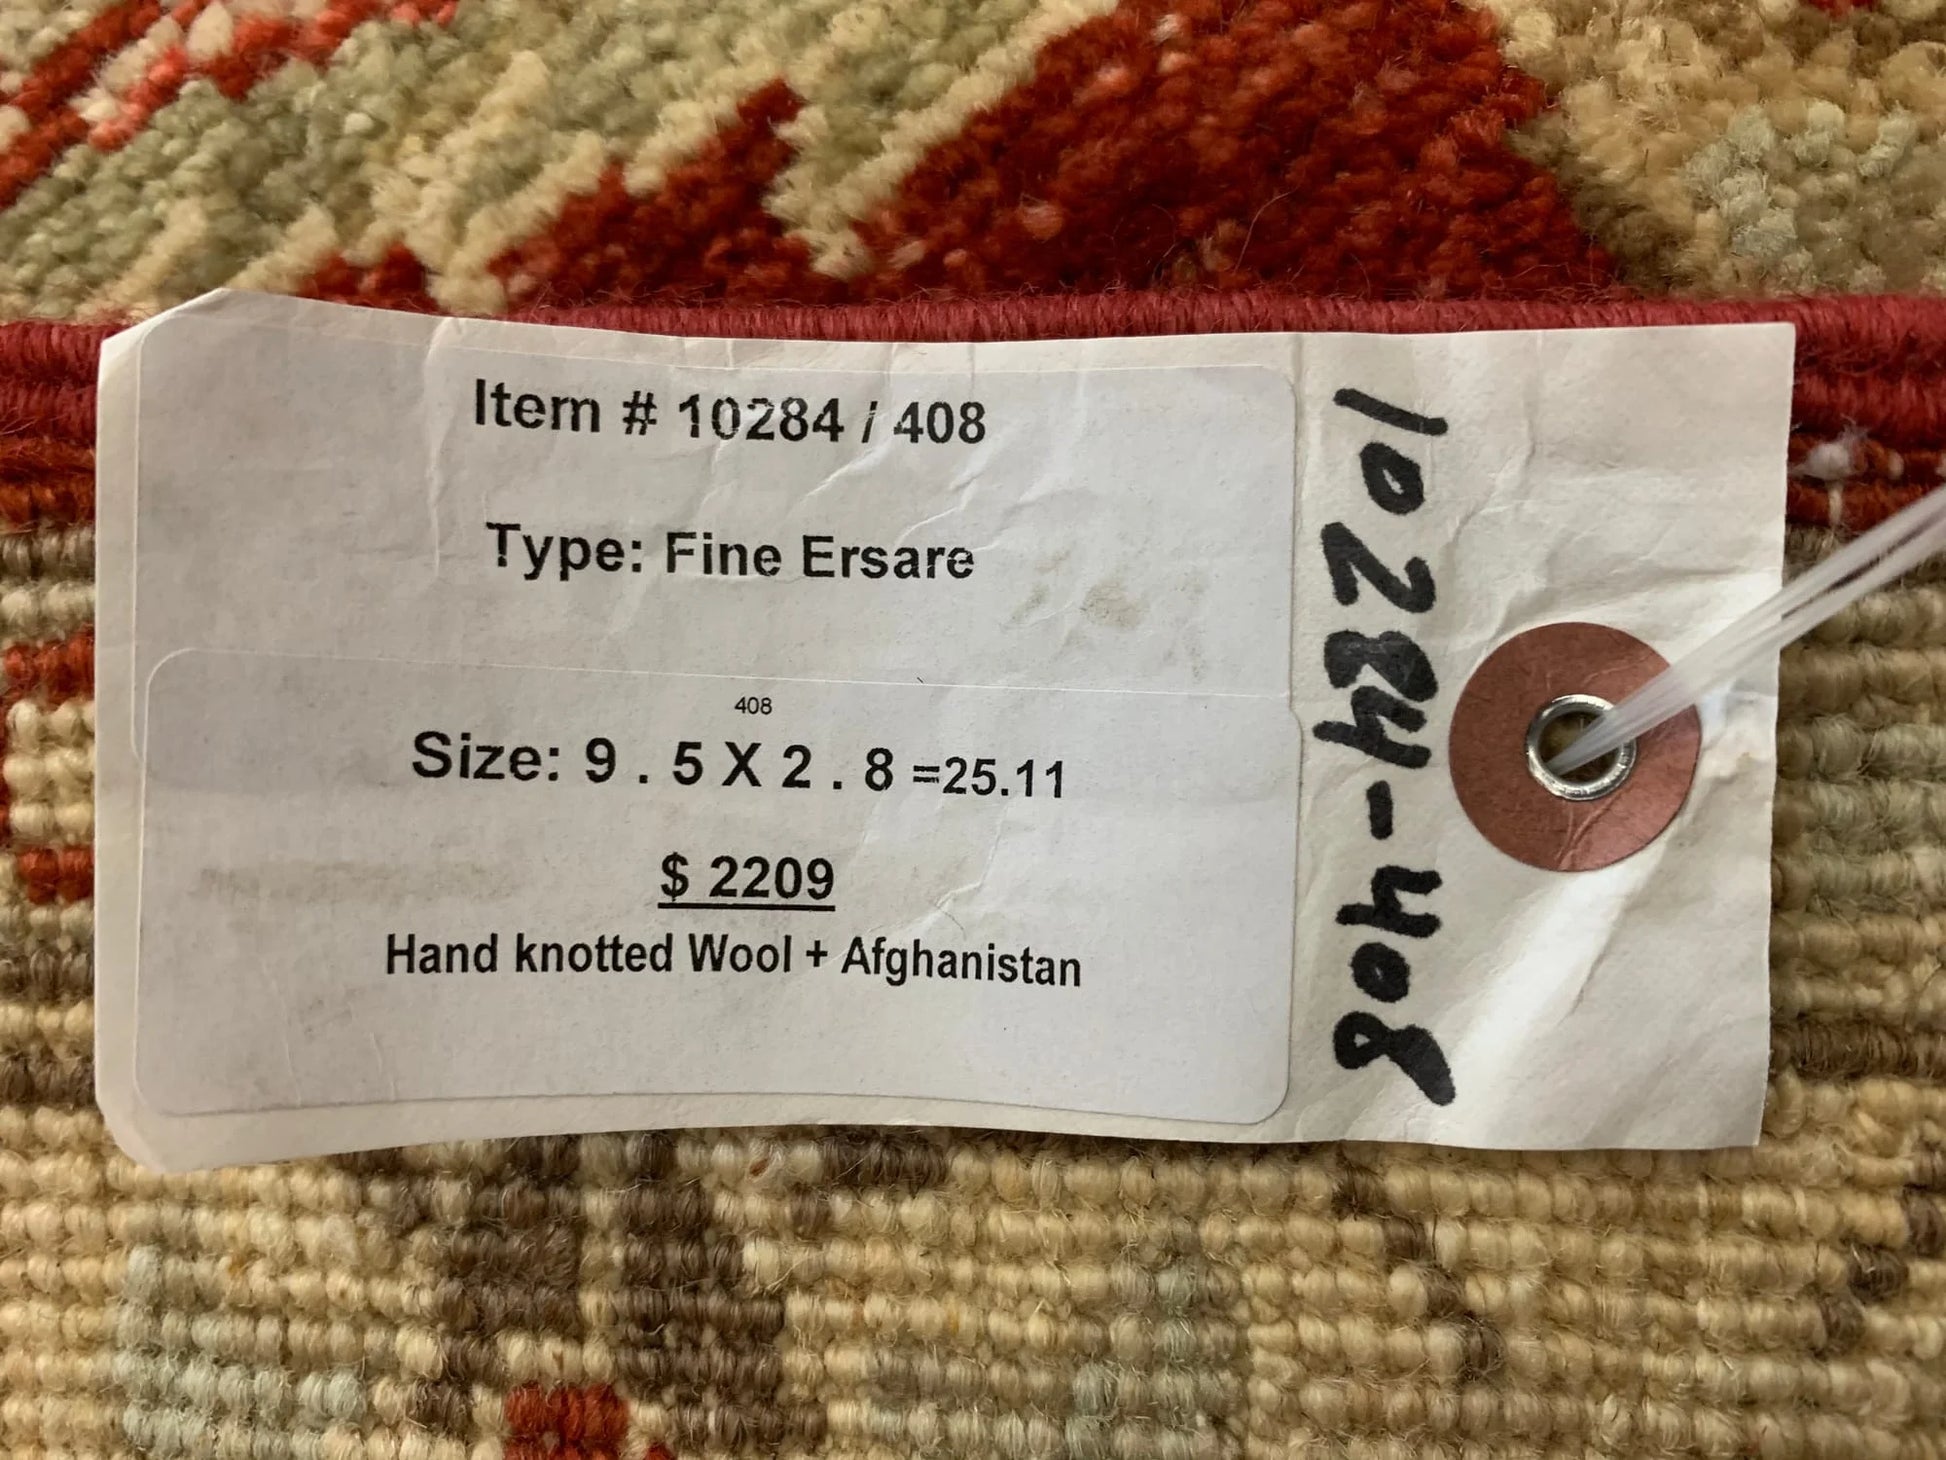 Item # 10284 / 408
Type: Fine Ersare
408
Size: 9 . 5 X 2 . 8 =25.11
$ 2209
Hand knotted Wool + Afghanistan
10284-408